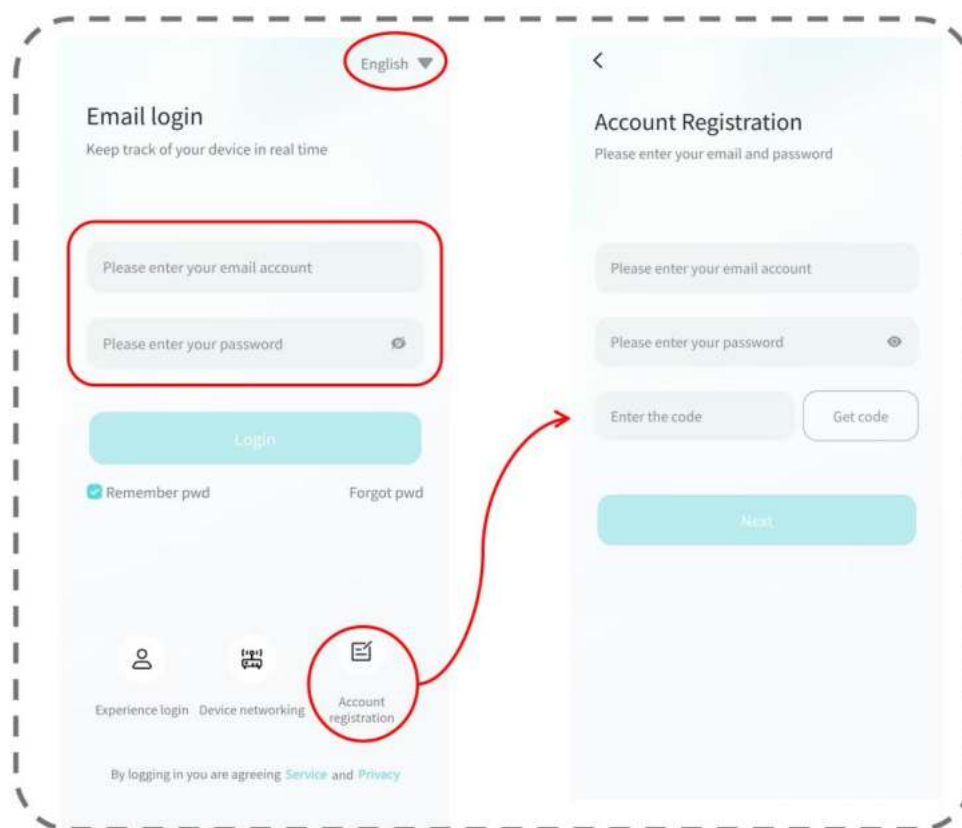 English
Email login
Keep track of your device in real time
Please enter your email account
Please enter your password
Login
Remember pwd
Forgot pwd
Experience login
Device networking
Account
registration
By logging in you are agreeing Service and Privacy
Account Registration
Please enter your email and password
Please enter your email account
Please enter your password
Enter the code
Get code
Next